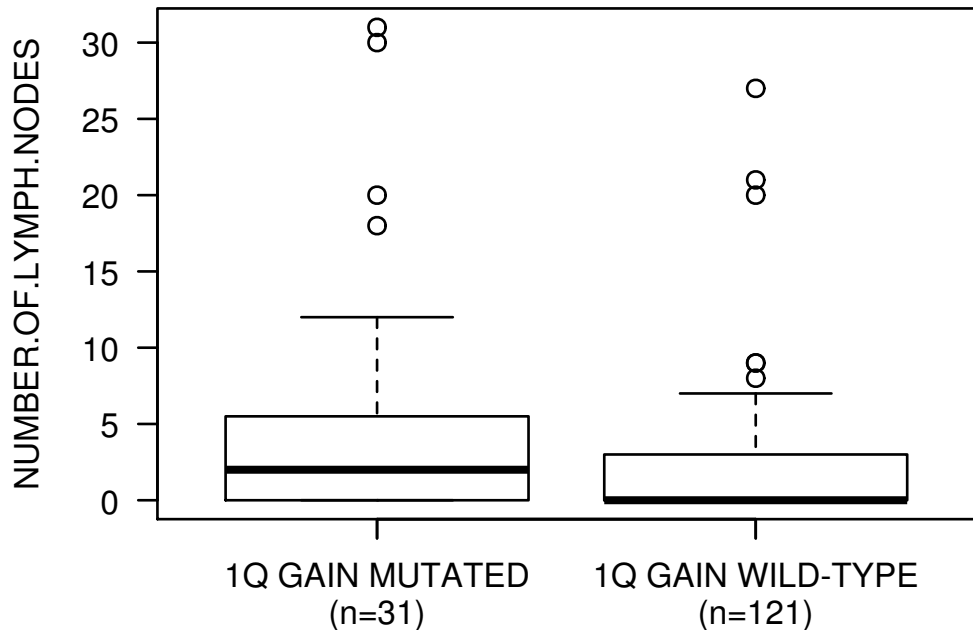 NUMBER.OF.LYMPH.NODES
30
25
20
15
10
5
0
1Q GAIN MUTATED
(n=31)
1Q GAIN WILD-TYPE
(n=121)